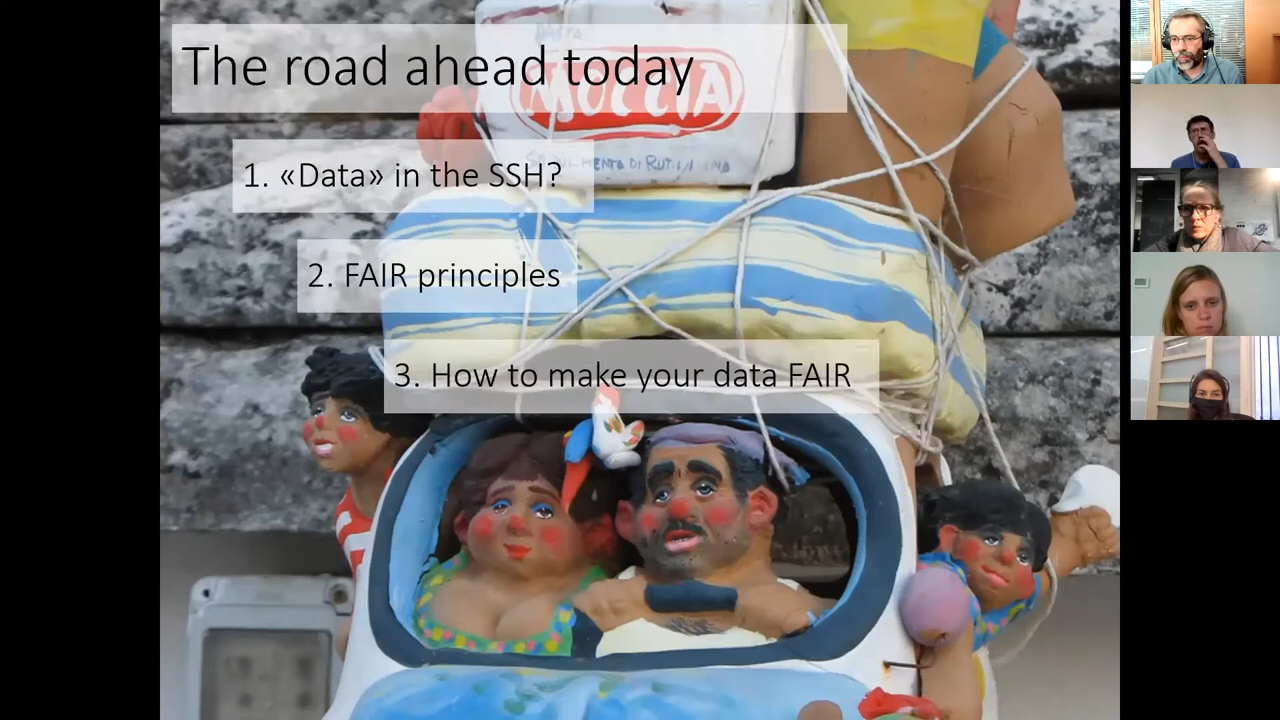 The road ahead today
MOCCIA
1. «Data» in the SSH?
2. FAIR principles
3. How to make your data FAIR